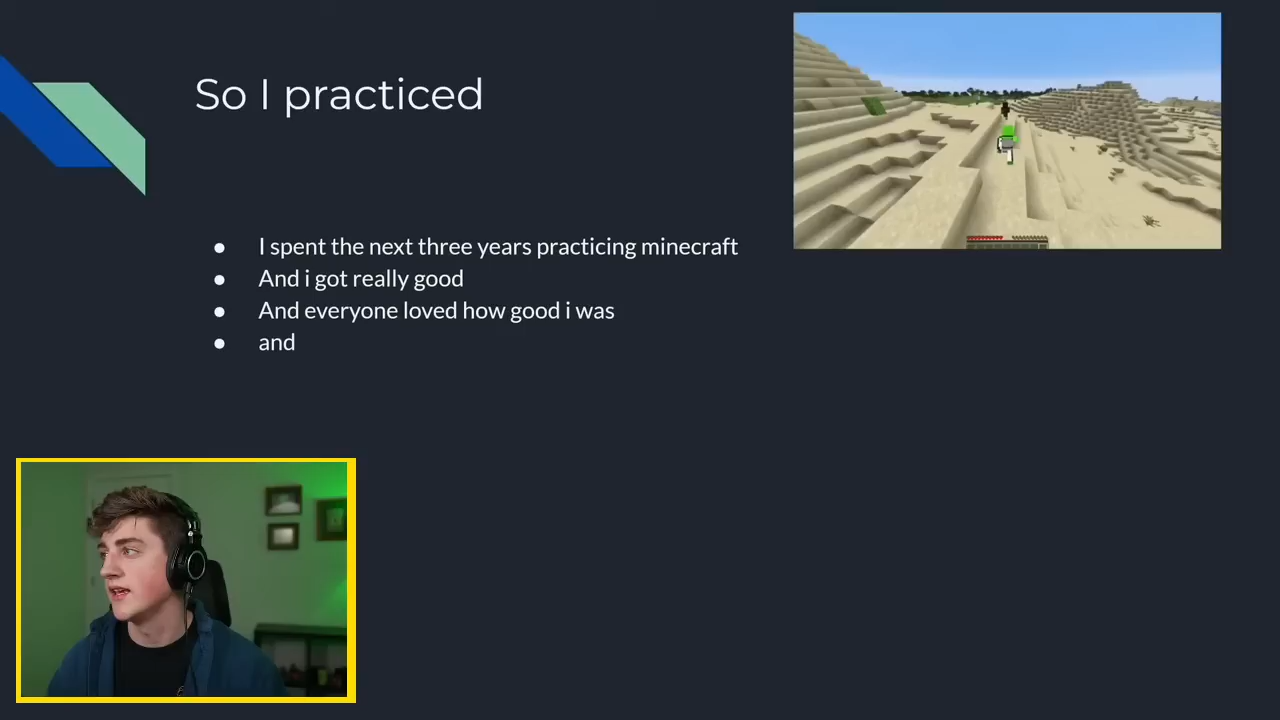 So I practiced
I spent the next three years practicing minecraft
And i got really good
And everyone loved how good i was
and